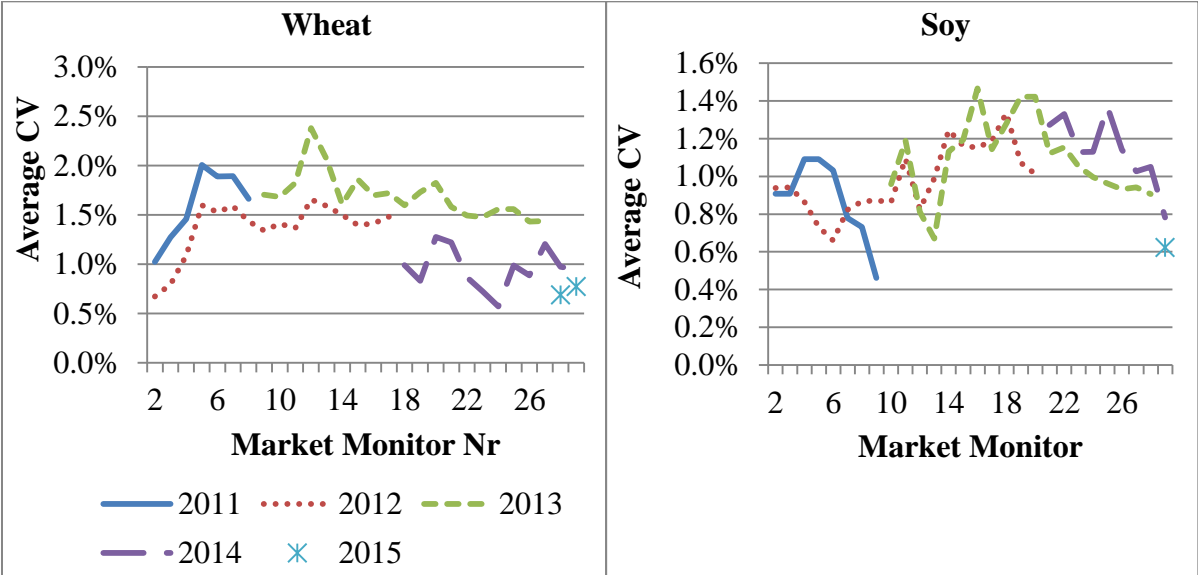 Wheat
Average CV
3.0%
2.5%
2.0%
1.5%
1.0%
0.5%
0.0%
2 6 10 14 18 22 26
Market Monitor Nr
2011 2012 2013
2014 2015
Soy
Average CV
1.6%
1.4%
1.2%
1.0%
0.8%
0.6%
0.4%
0.2%
0.0%
2 6 10 14 18 22 26
Market Monitor